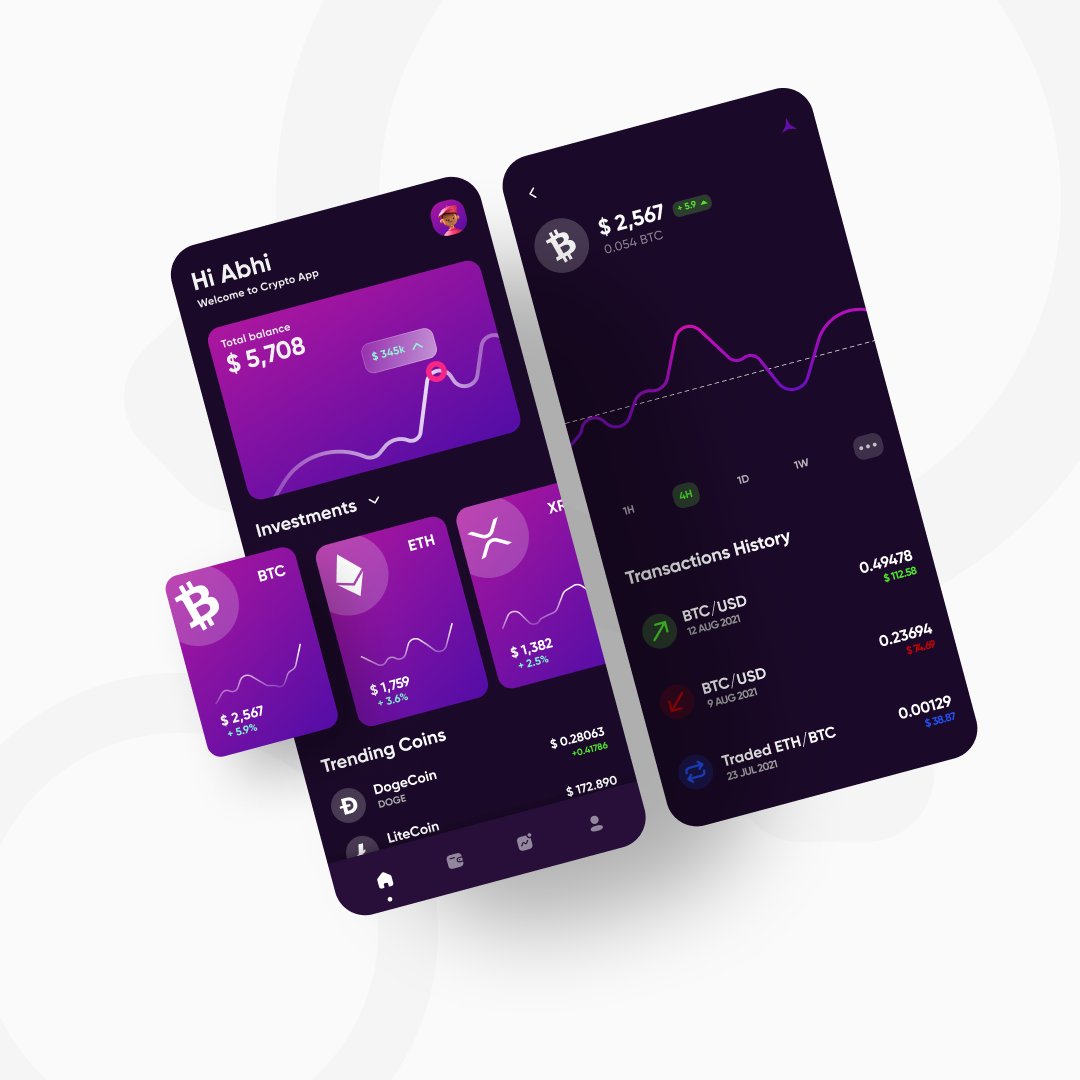 Hi Abhi
Welcome to Crypto App
Total balance
$ 5,708
$ 345k
Investments
BTC
$ 2,567
+ 5.9%
ETH
$ 1,759
+ 3.6%
$ 1,382
+ 2.5%
Trending Coins
DogeCoin
DOGE
$ 0.28063
+0.41786
LiteCoin
$ 172.890
$ 2,567
+ 5.9
0.054 BTC
1H
4H
1D
1W
Transactions History
BTC/USD
12 AUG 2021
0.49478
$ 112.58
BTC/USD
9 AUG 2021
0.23694
$ 74.69
Traded ETH/BTC
23 JUL 2021
0.00129
$ 38.87